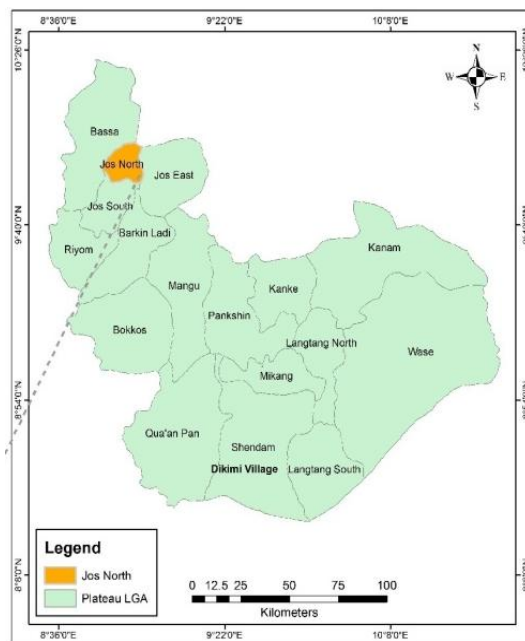 8°36'0"E 9°22'0"E 10°8'0"E
10°26'0"N
N
W E
S
Bassa
Jos North
Jos East
Jos South
9°40'0"N
Barkin Ladi
Riyom
Kanam
Mangu
Kanke
Pankshin
Bokkos
Langtang North
Wase
Mikang
8°54'0"N
Qua'an Pan
Shendam
Dikimi Village
Langtang South
Legend
Jos North
Plateau LGA
0 12.5 25 50 75 100
Kilometers
8°36'0"E 9°22'0"E 10°8'0"E